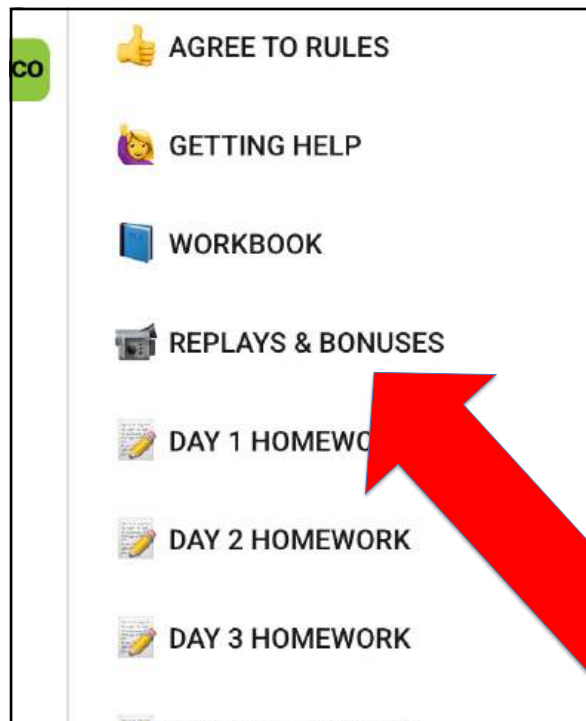 co
AGREE TO RULES
GETTING HELP
WORKBOOK
REPLAYS & BONUSES
DAY 1 HOMEWO
DAY 2 HOMEWORK
DAY 3 HOMEWORK